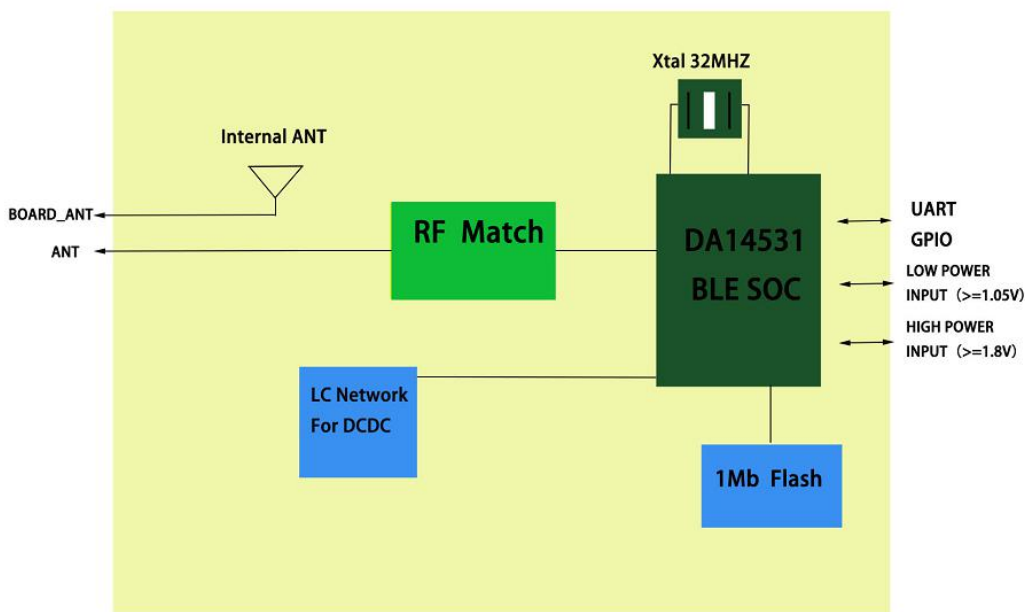 Xtal 32MHZ
Internal ANT
BOARD_ANT
ANT
RF Match
DA14531
BLE SOC
UART
GPIO
LOW POWER
INPUT (>=1.05V)
HIGH POWER
INPUT (>=1.8V)
LC Network
For DCDC
1Mb Flash